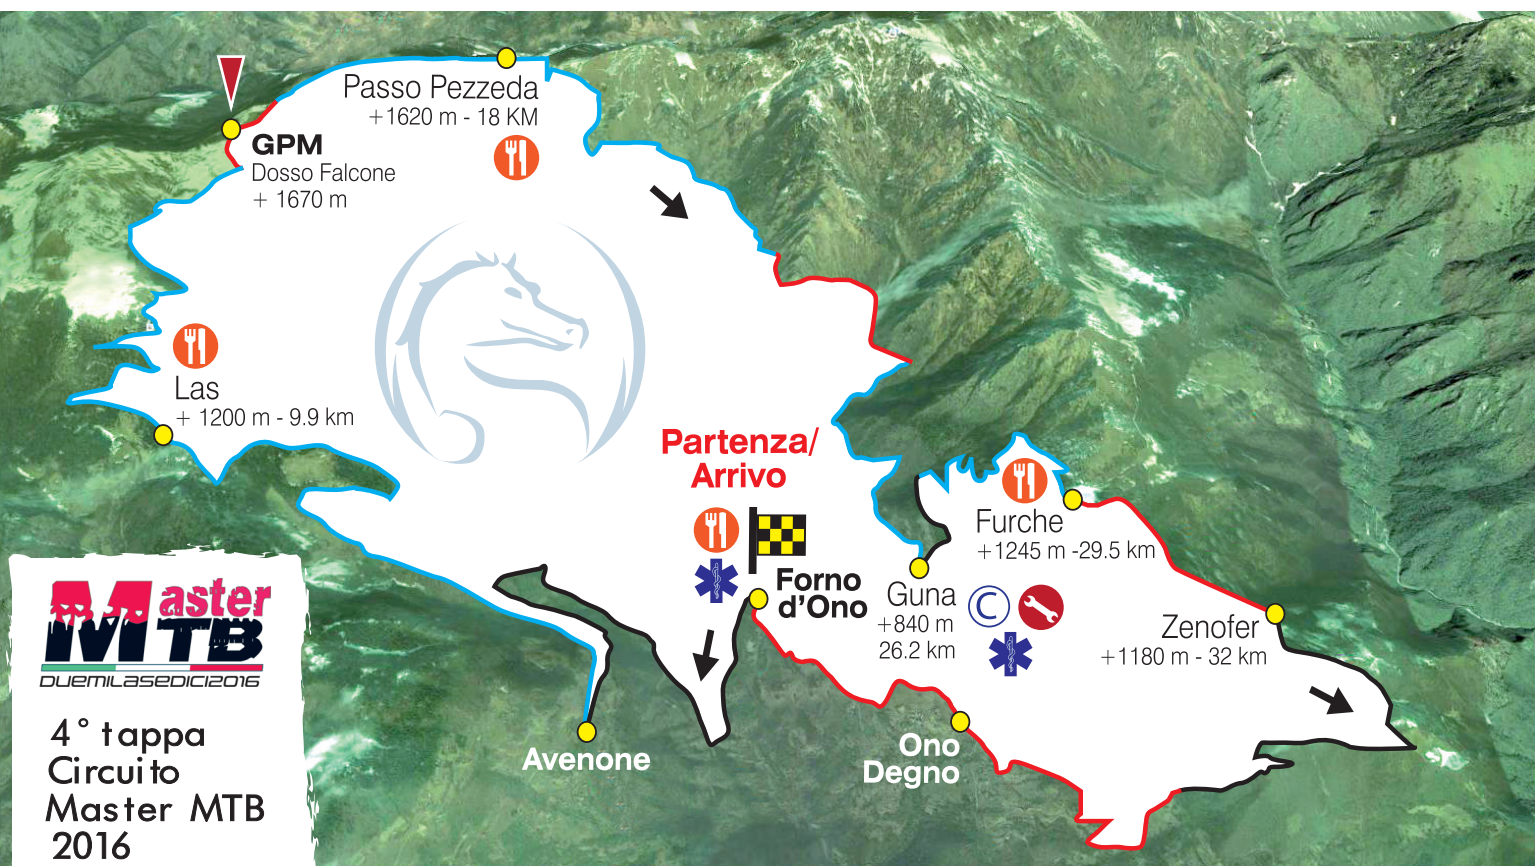 Passo Pezzeda
+1620 m - 18 KM
GPM
Dosso Falcone
+ 1670 m
Las
+ 1200 m - 9.9 km
Partenza/
Arrivo
Forno
d'Ono
Furche
+1245 m -29.5 km
Guna
+840 m
26.2 km
C
Zenofer
+1180 m - 32 km
Ono
Degno
Avenone
Master
MTB
DUEMILASEDICI2016
4° tappa
Circuito
Master MTB
2016